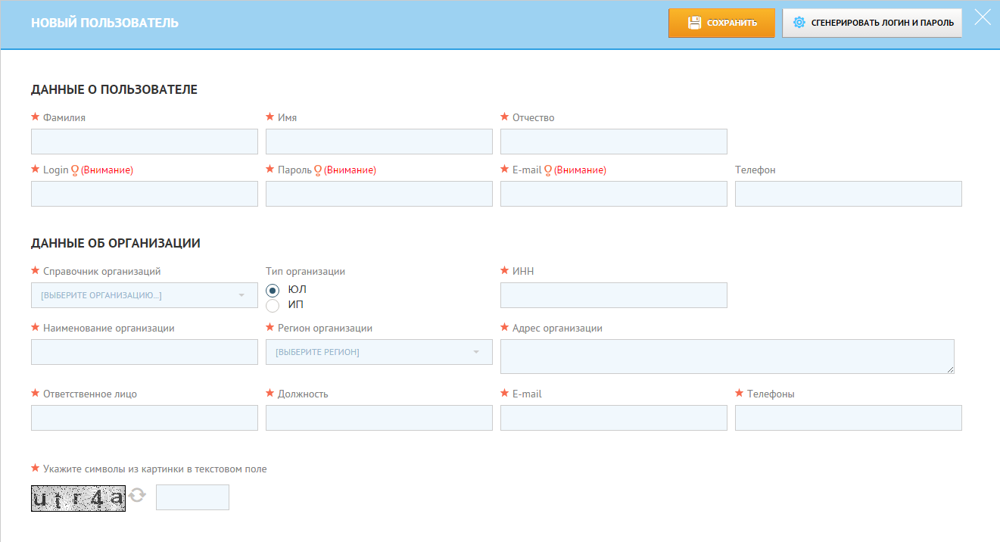 НОВЫЙ ПОЛЬЗОВАТЕЛЬ СОХРАНИТЬ СГЕНЕРИРОВАТЬ ЛОГИН И ПАРОЛЬ
ДАННЫЕ О ПОЛЬЗОВАТЕЛЕ
★ Фамилия ★ Имя ★ Отчество
★ Login (Внимание) ★ Пароль (Внимание) ★ E-mail (Внимание) Телефон
ДАННЫЕ ОБ ОРГАНИЗАЦИИ
★ Справочник организаций Тип организации ★ ИНН
[ВЫБЕРИТЕ ОРГАНИЗАЦИЮ...] ЮЛ
ИП
★ Наименование организации ★ Регион организации ★ Адрес организации
[ВЫБЕРИТЕ РЕГИОН]
★ Ответственное лицо ★ Должность ★ E-mail ★ Телефоны
★ Укажите символы из картинки в текстовом поле
utr4a